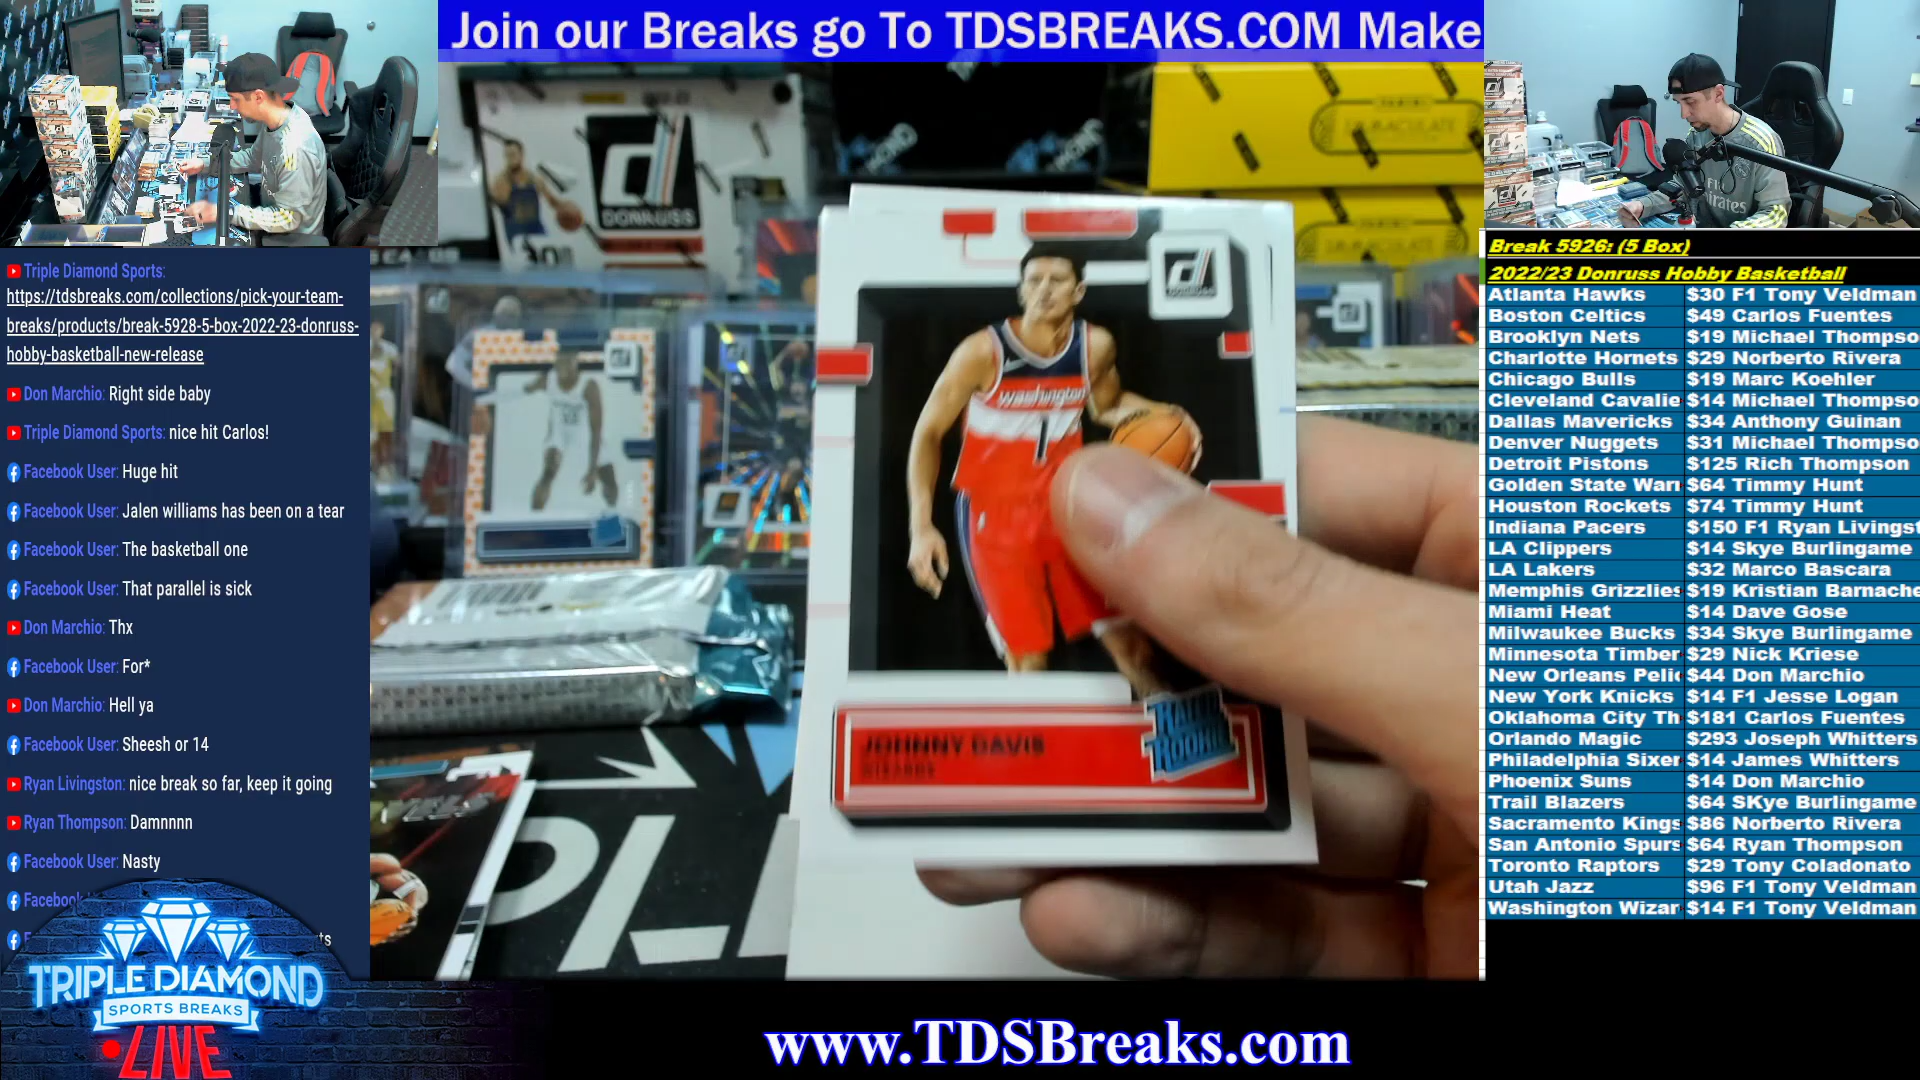 Join our Breaks go To TDSBREAKS.COM Make
Triple Diamond Sports:
https://tdsbreaks.com/collections/pick-your-team-
breaks/products/break-5928-5-box-2022-23-donruss-
hobby-basketball-new-release
Don Marchio: Right side baby
Triple Diamond Sports: nice hit Carlos!
Facebook User: Huge hit
Facebook User: Jalen williams has been on a tear
Facebook User: The basketball one
Facebook User: That parallel is sick
Don Marchio: Thx
Facebook User: For*
Don Marchio: Hell ya
Facebook User: Sheesh or 14
Ryan Livingston: nice break so far, keep it going
Ryan Thompson: Damnnnn
Facebook User: Nasty
Facebook
TRIPLE DIAMOND
SPORTS BREAKS
LIVE
DONRUSS
PANINI
IMMACULATE
DONRUSS
Washington
1
JOHNNY DAVIS
WIZARDS
RATED
ROOKIE
Break 5926: (5 Box)
2022/23 Donruss Hobby Basketball
Atlanta Hawks $30 F1 Tony Veldman
Boston Celtics $49 Carlos Fuentes
Brooklyn Nets $19 Michael Thompso
Charlotte Hornets $29 Norberto Rivera
Chicago Bulls $19 Marc Koehler
Cleveland Cavalie $14 Michael Thompso
Dallas Mavericks $34 Anthony Guinan
Denver Nuggets $31 Michael Thompso
Detroit Pistons $125 Rich Thompson
Golden State Warr $64 Timmy Hunt
Houston Rockets $74 Timmy Hunt
Indiana Pacers $150 F1 Ryan Livingst
LA Clippers $14 Skye Burlingame
LA Lakers $32 Marco Bascara
Memphis Grizzlies $19 Kristian Barnache
Miami Heat $14 Dave Gose
Milwaukee Bucks $34 Skye Burlingame
Minnesota Timber $29 Nick Kriese
New Orleans Pelic $44 Don Marchio
New York Knicks $14 F1 Jesse Logan
Oklahoma City Th $181 Carlos Fuentes
Orlando Magic $293 Joseph Whitters
Philadelphia Sixer $14 James Whitters
Phoenix Suns $14 Don Marchio
Trail Blazers $64 SKye Burlingame
Sacramento Kings $86 Norberto Rivera
San Antonio Spurs $64 Ryan Thompson
Toronto Raptors $29 Tony Coladonato
Utah Jazz $96 F1 Tony Veldman
Washington Wizar $14 F1 Tony Veldman
www.TDSBreaks.com